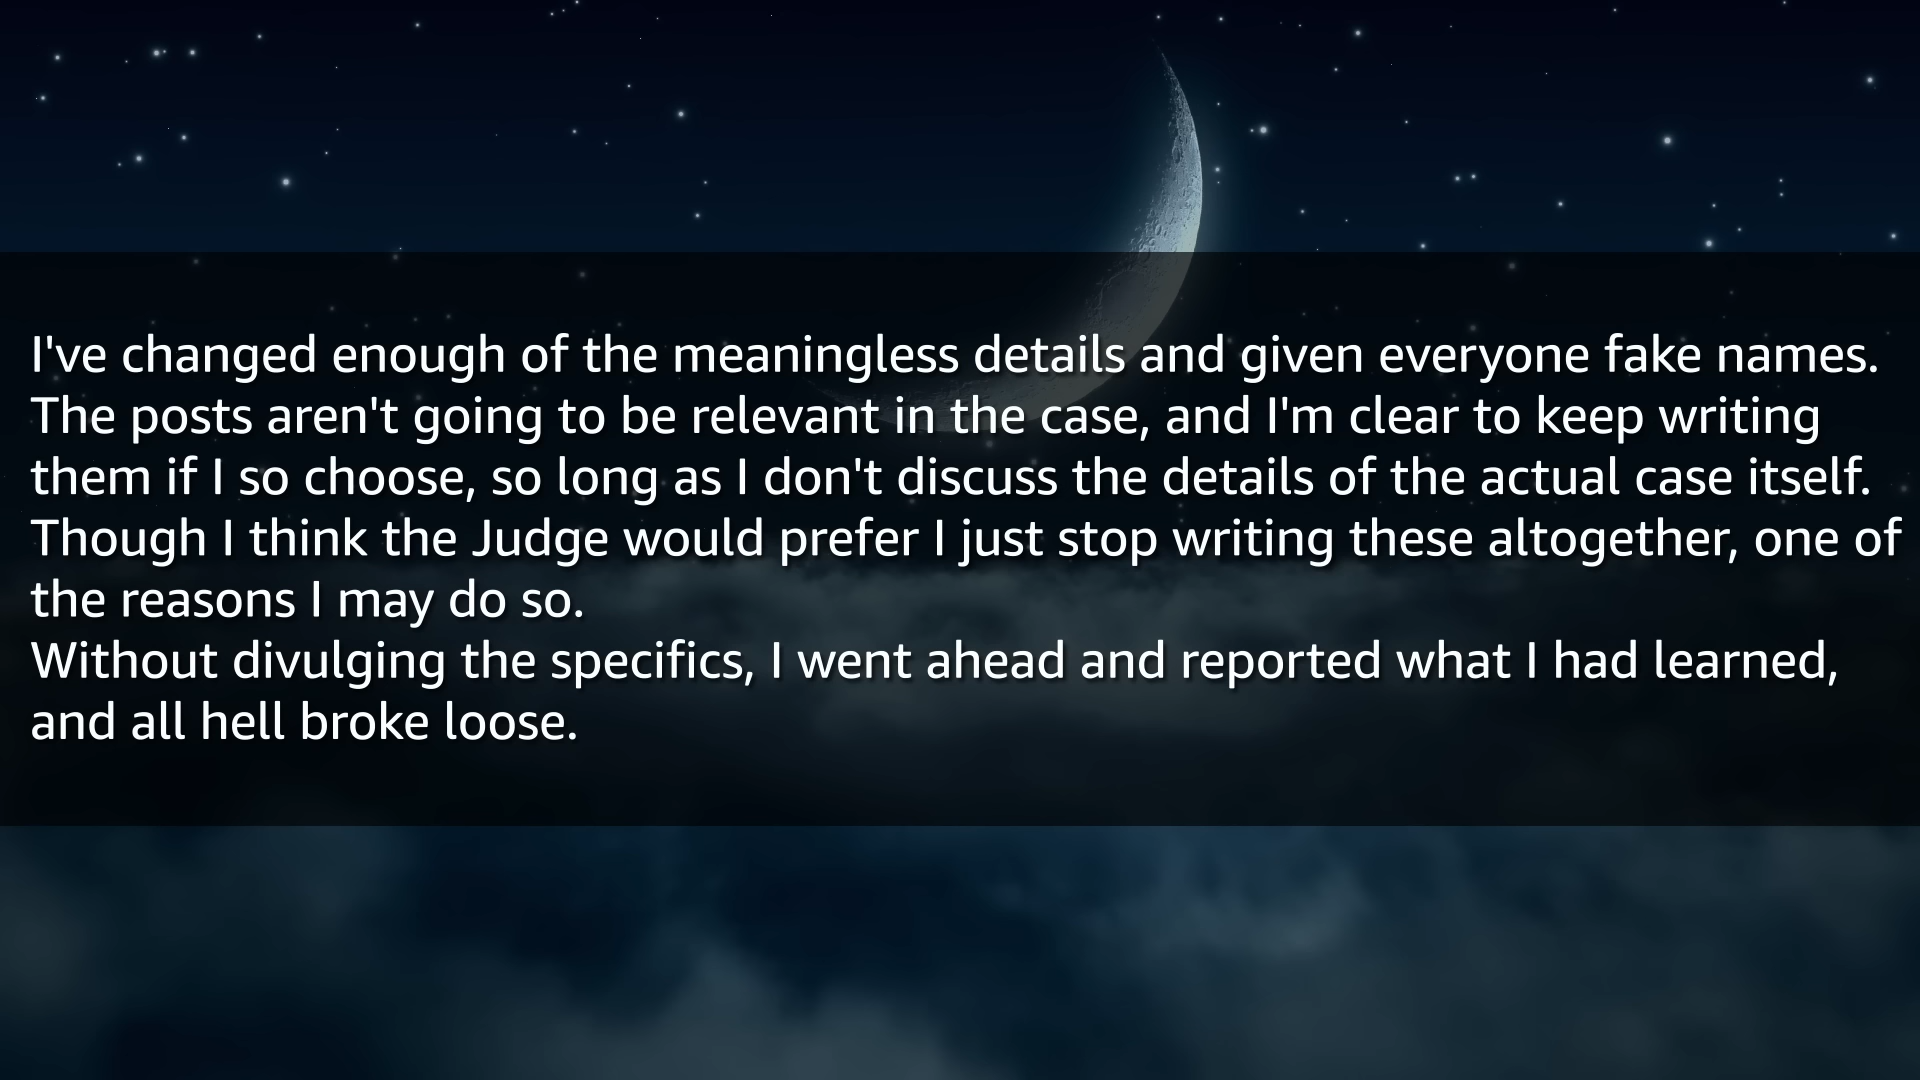 I've changed enough of the meaningless details and given everyone fake names.
The posts aren't going to be relevant in the case, and I'm clear to keep writing
them if I so choose, so long as I don't discuss the details of the actual case itself.
Though I think the Judge would prefer I just stop writing these altogether, one of
the reasons I may do so.
Without divulging the specifics, I went ahead and reported what I had learned,
and all hell broke loose.